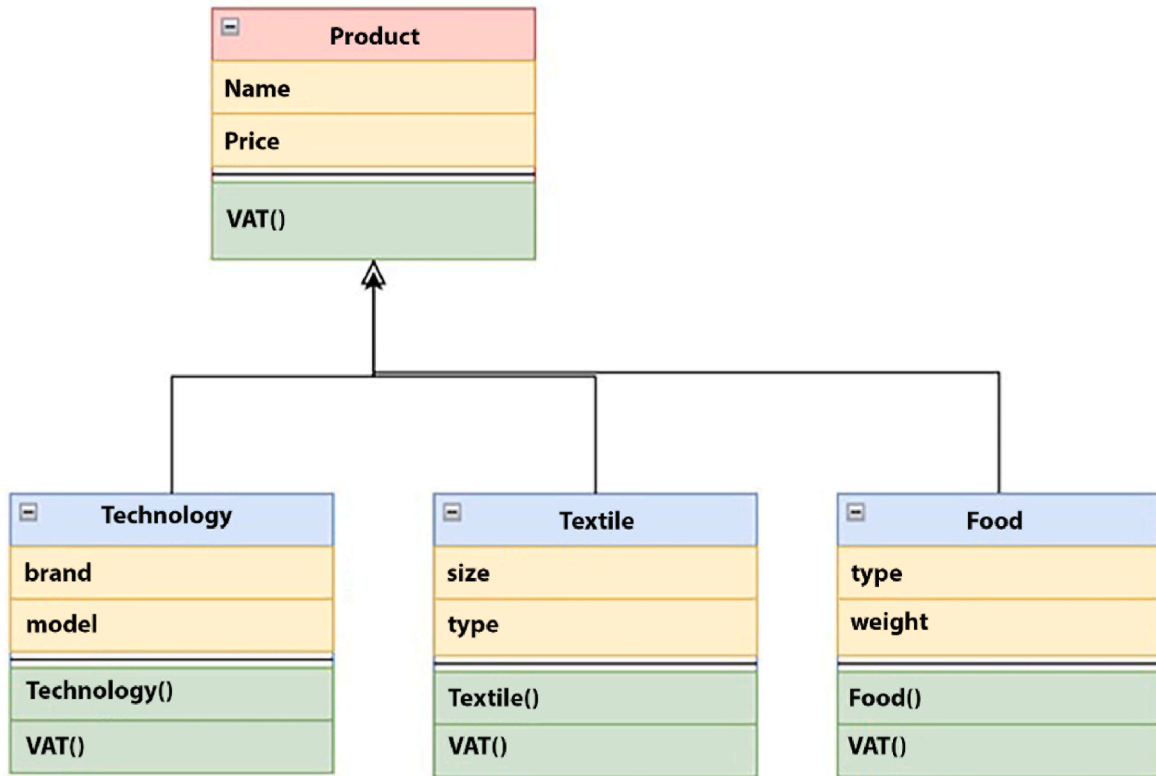 Product
Name
Price
VAT()
Technology
brand
model
Technology()
VAT()
Textile
size
type
Textile()
VAT()
Food
type
weight
Food()
VAT()